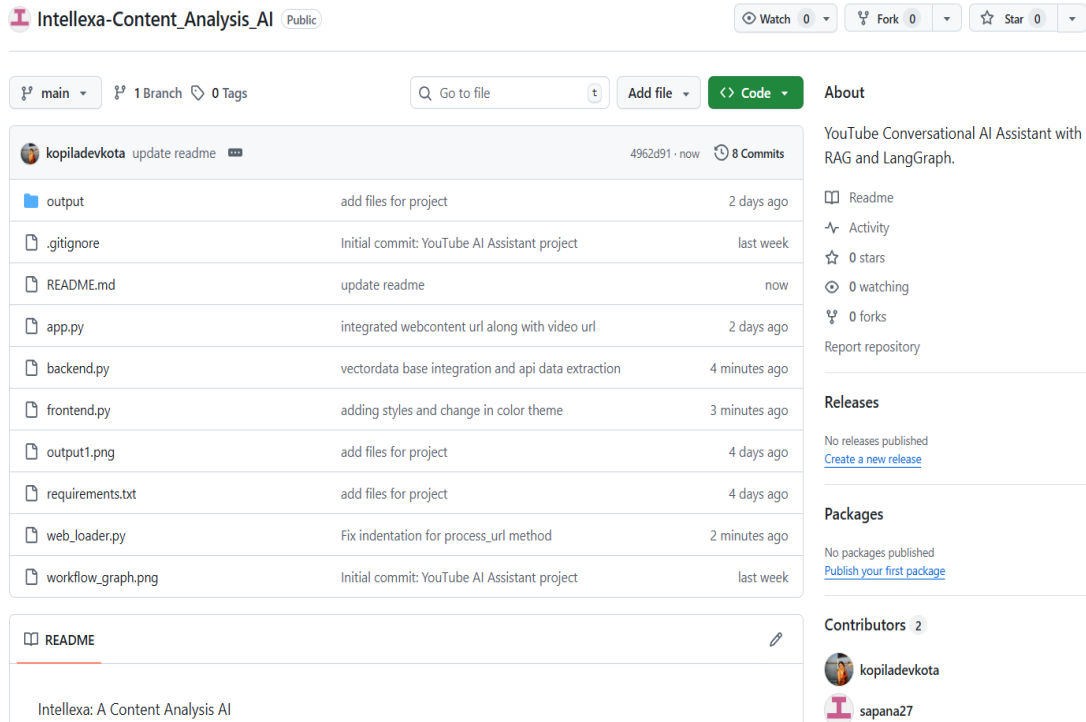 Intellexa-Content_Analysis_AI Public Watch 0 Fork 0 Star 0
main 1 Branch 0 Tags Go to file t Add file Code
kopiladevkota update readme 4962d91 · now 8 Commits
output add files for project 2 days ago
.gitignore Initial commit: YouTube AI Assistant project last week
README.md update readme now
app.py integrated webcontent url along with video url 2 days ago
backend.py vectordata base integration and api data extraction 4 minutes ago
frontend.py adding styles and change in color theme 3 minutes ago
output1.png add files for project 4 days ago
requirements.txt add files for project 4 days ago
web_loader.py Fix indentation for process_url method 2 minutes ago
workflow_graph.png Initial commit: YouTube AI Assistant project last week
README
Intellexa: A Content Analysis AI
About
YouTube Conversational AI Assistant with
RAG and LangGraph.
Readme
Activity
0 stars
0 watching
0 forks
Report repository
Releases
No releases published
Create a new release
Packages
No packages published
Publish your first package
Contributors 2
kopiladevkota
sapana27